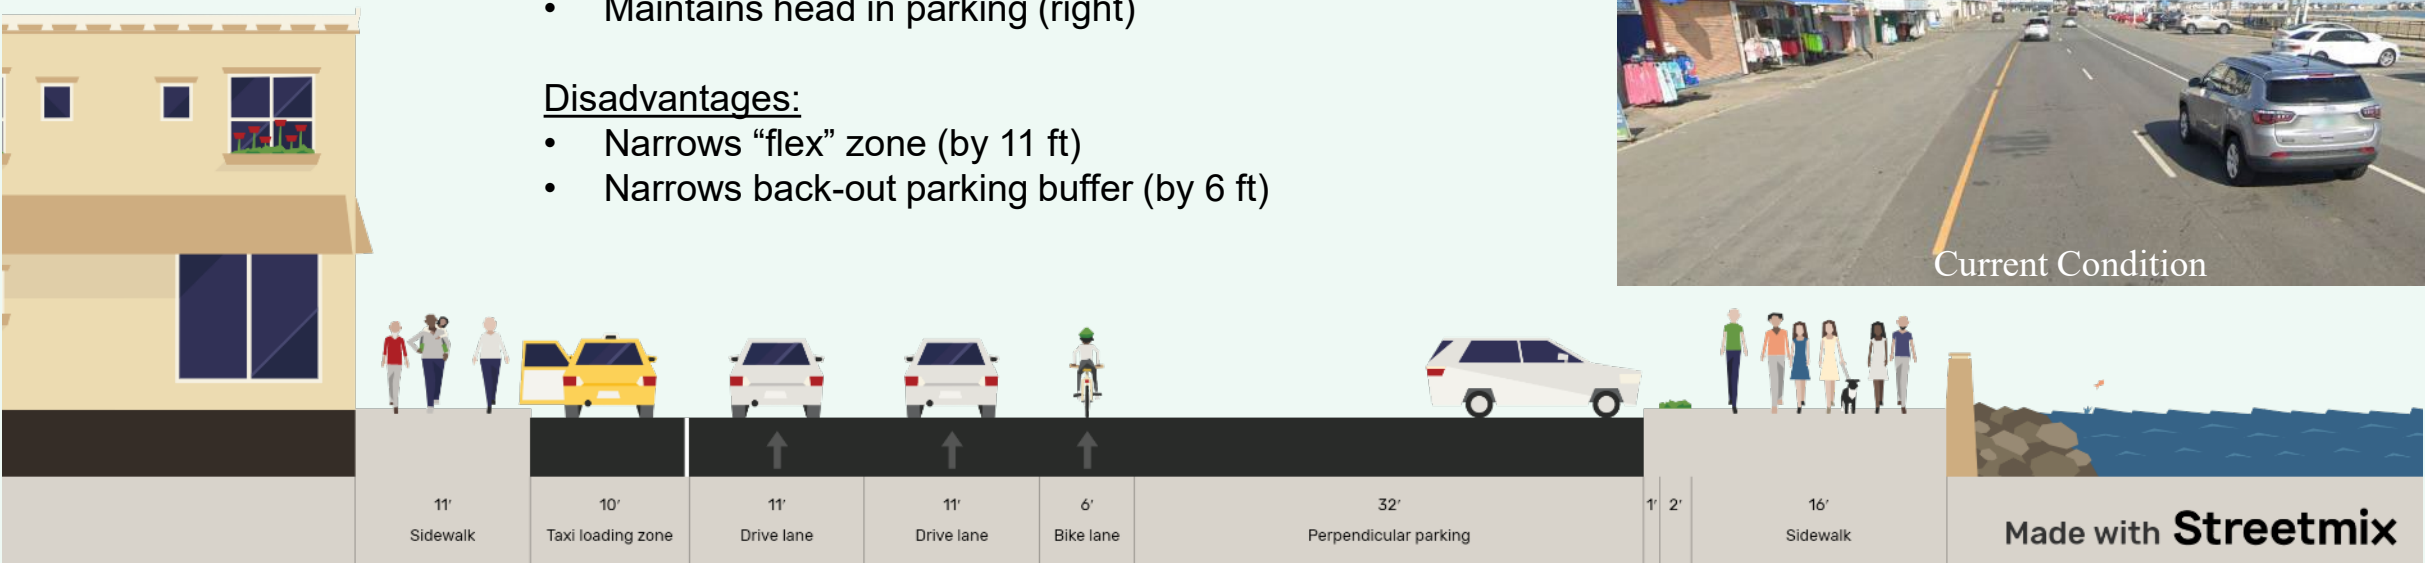 • Maintains head in parking (right)
Disadvantages:
• Narrows “flex” zone (by 11 ft)
• Narrows back-out parking buffer (by 6 ft)
Current Condition
11′ 10′ 11′ 11′ 6′ 32′ 1′ 2′ 16′
Sidewalk Taxi loading zone Drive lane Drive lane Bike lane Perpendicular parking Sidewalk
Made with Streetmix